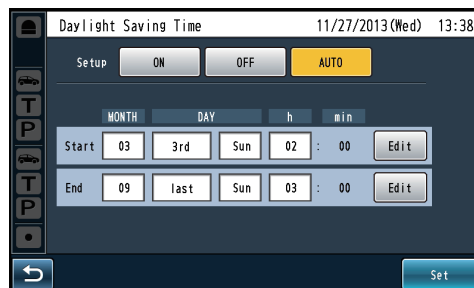 Daylight Saving Time 11/27/2013(Wed) 13:38
Setup ON OFF AUTO
T
P
MONTH DAY h min
Start 03 3rd Sun 02 : 00 Edit
T
P
End 09 last Sun 03 : 00 Edit
Set